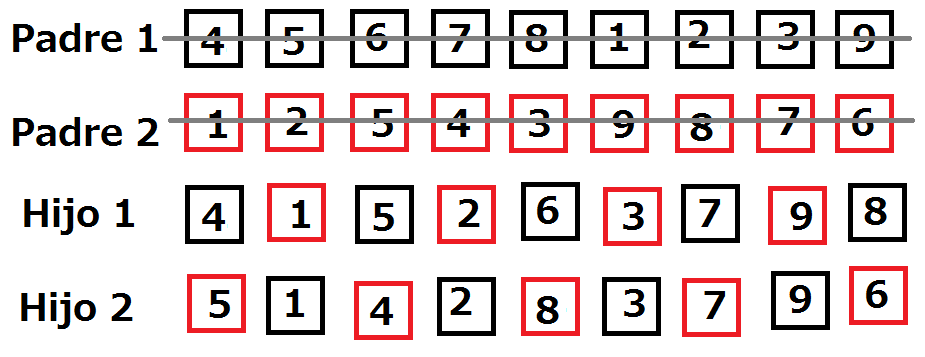 Padre 1 4 5 6 7 8 1 2 3 9
Padre 2 1 2 5 4 3 9 8 7 6
Hijo 1 4 1 5 2 6 3 7 9 8
Hijo 2 5 1 4 2 8 3 7 9 6